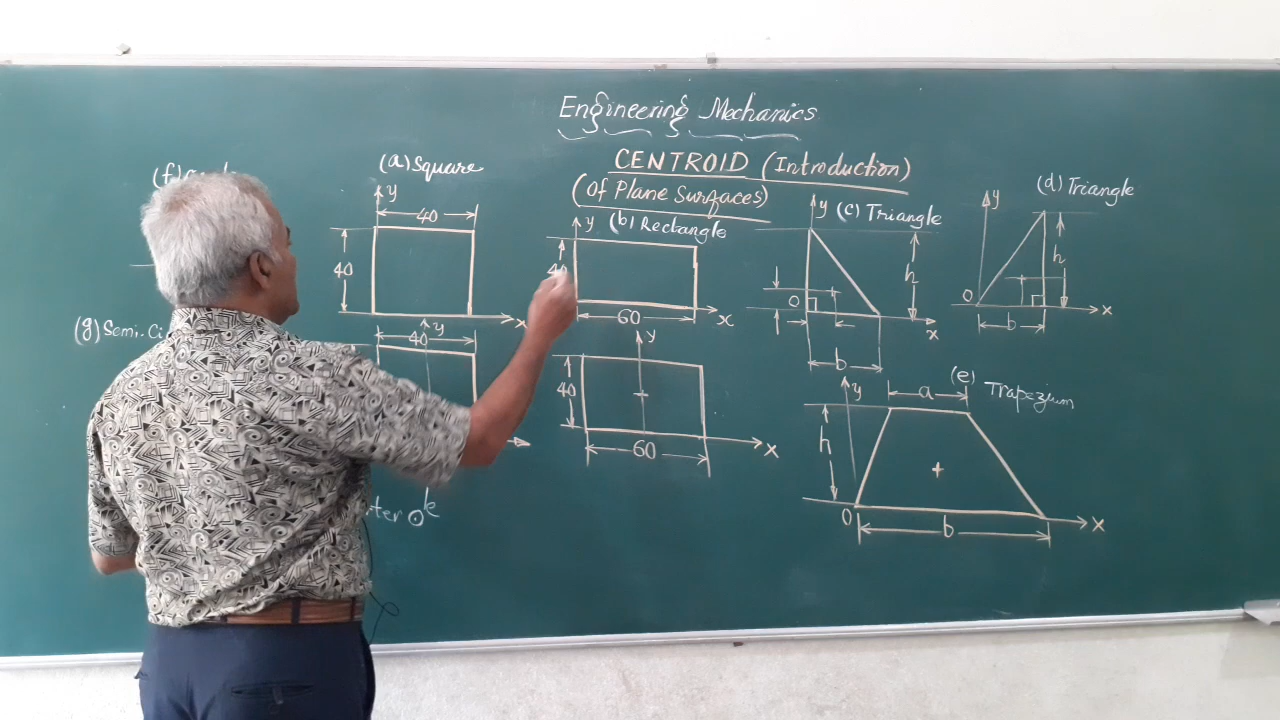 Engineering Mechanics
CENTROID (Introduction)
(Of Plane Surfaces)
(f)
(a) Square
y
40
40
x
40
y
(g) Semi-Ci
(b) Rectangle
y
40
60
x
y
40
60
x
(c) Triangle
y
h
O
b
x
(d) Triangle
y
h
O
b
x
(e) Trapezium
y
a
h
O
b
x